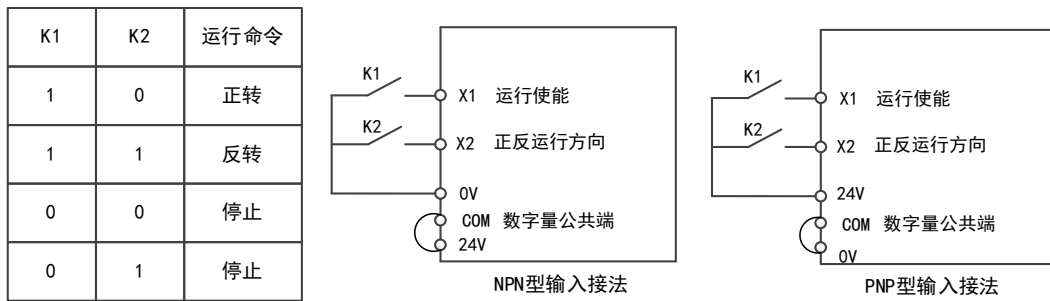 K1 K2 运行命令
1 0 正转
1 1 反转
0 0 停止
0 1 停止
K1
X1 运行使能
K2
X2 正反运行方向
0V
COM 数字量公共端
24V
NPN型输入接法
K1
X1 运行使能
K2
X2 正反运行方向
24V
COM 数字量公共端
0V
PNP型输入接法